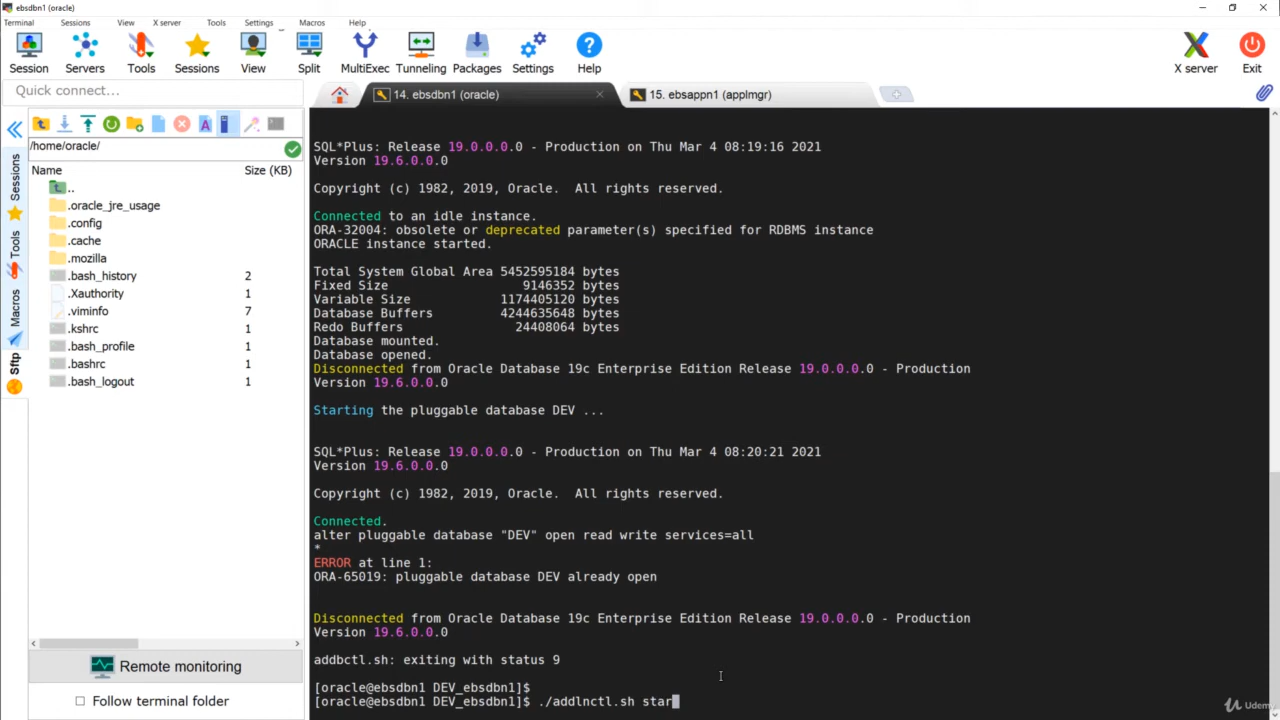 ebsdbn1 (oracle)
Terminal Sessions View X server Tools Settings Macros Help
Session Servers Tools Sessions View Split MultiExec Tunneling Packages Settings Help X server Exit
Quick connect...
14. ebsdbn1 (oracle)
15. ebsappn1 (applmgr)
/home/oracle/
Name Size (KB)
..
.oracle_jre_usage
.config
.cache
.mozilla
.bash_history 2
.Xauthority 1
.viminfo 7
.kshrc 1
.bash_profile 1
.bashrc 1
.bash_logout 1
Sessions
Tools
Macros
Sftp
Remote monitoring
Follow terminal folder
SQL*Plus: Release 19.0.0.0.0 - Production on Thu Mar 4 08:19:16 2021
Version 19.6.0.0.0
Copyright (c) 1982, 2019, Oracle.  All rights reserved.
Connected to an idle instance.
ORA-32004: obsolete or deprecated parameter(s) specified for RDBMS instance
ORACLE instance started.
Total System Global Area 5452595184 bytes
Fixed Size 9146352 bytes
Variable Size 1174405120 bytes
Database Buffers 4244635648 bytes
Redo Buffers 24408064 bytes
Database mounted.
Database opened.
Disconnected from Oracle Database 19c Enterprise Edition Release 19.0.0.0.0 - Production
Version 19.6.0.0.0
Starting the pluggable database DEV ...
SQL*Plus: Release 19.0.0.0.0 - Production on Thu Mar 4 08:20:21 2021
Version 19.6.0.0.0
Copyright (c) 1982, 2019, Oracle.  All rights reserved.
Connected.
alter pluggable database "DEV" open read write services=all
*
ERROR at line 1:
ORA-65019: pluggable database DEV already open
Disconnected from Oracle Database 19c Enterprise Edition Release 19.0.0.0.0 - Production
Version 19.6.0.0.0
addbctl.sh: exiting with status 9
[oracle@ebsdbn1 DEV_ebsdbn1]$
[oracle@ebsdbn1 DEV_ebsdbn1]$ ./addlnctl.sh star
Udemy